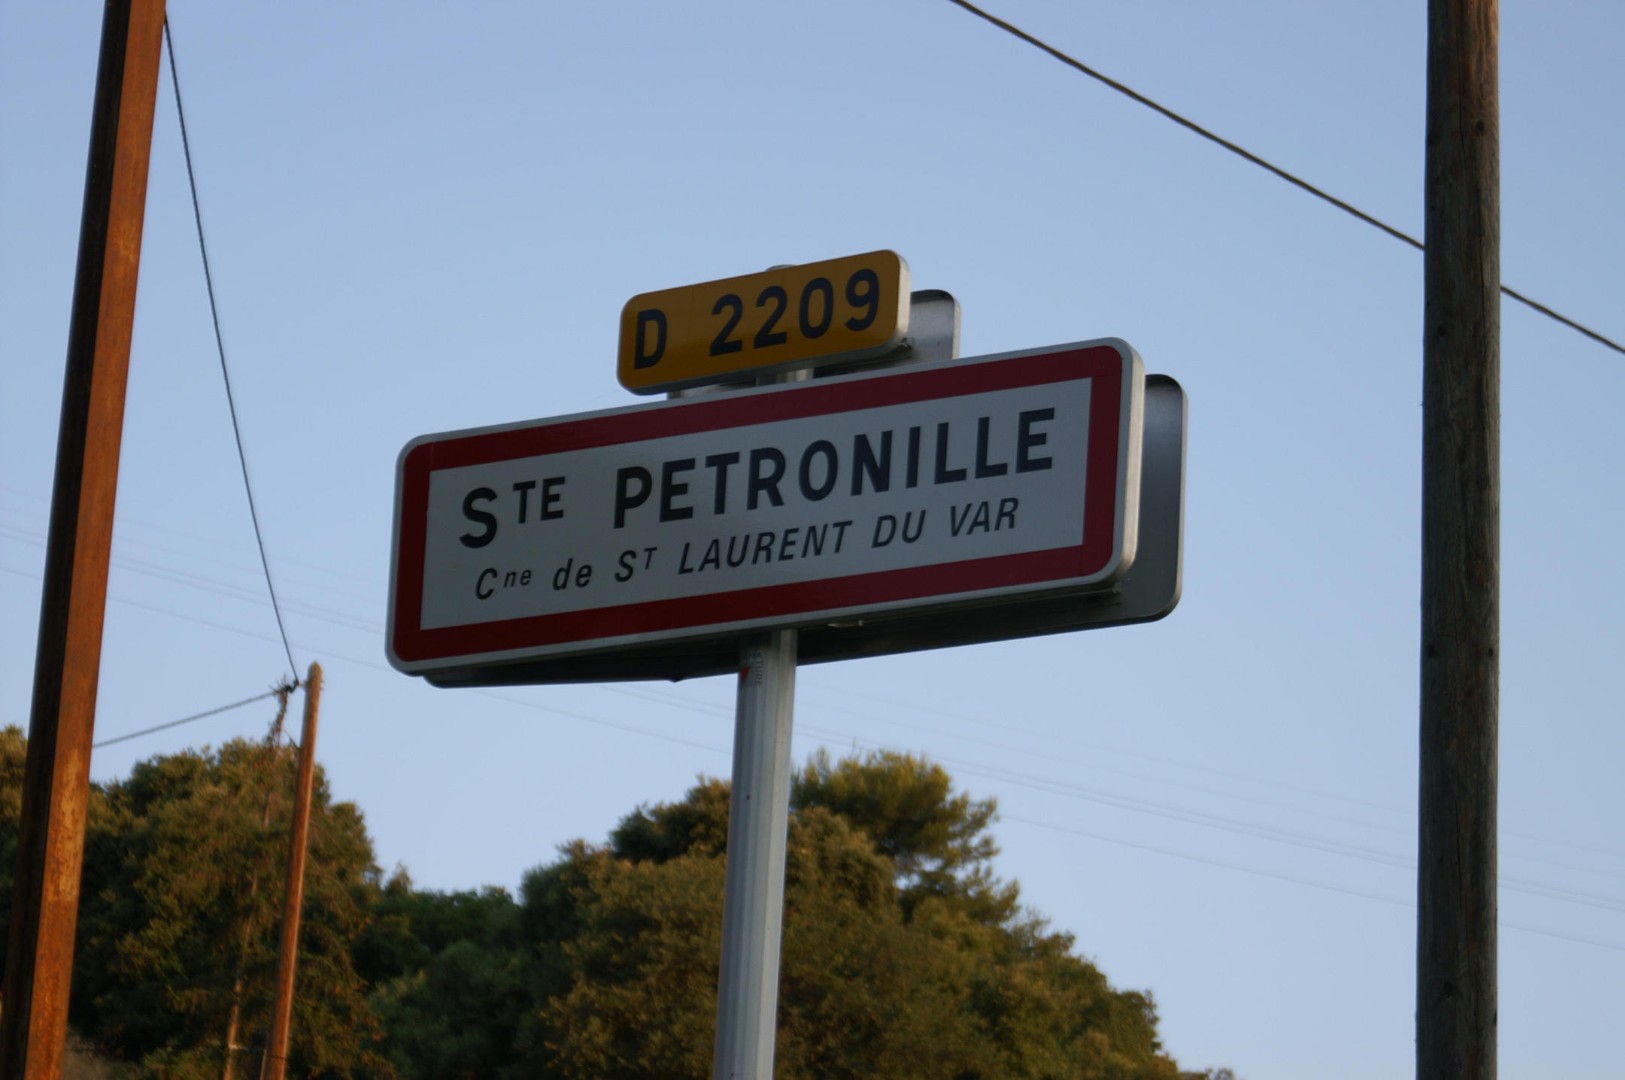 D 2209
STE PETRONILLE
Cne de ST LAURENT DU VAR